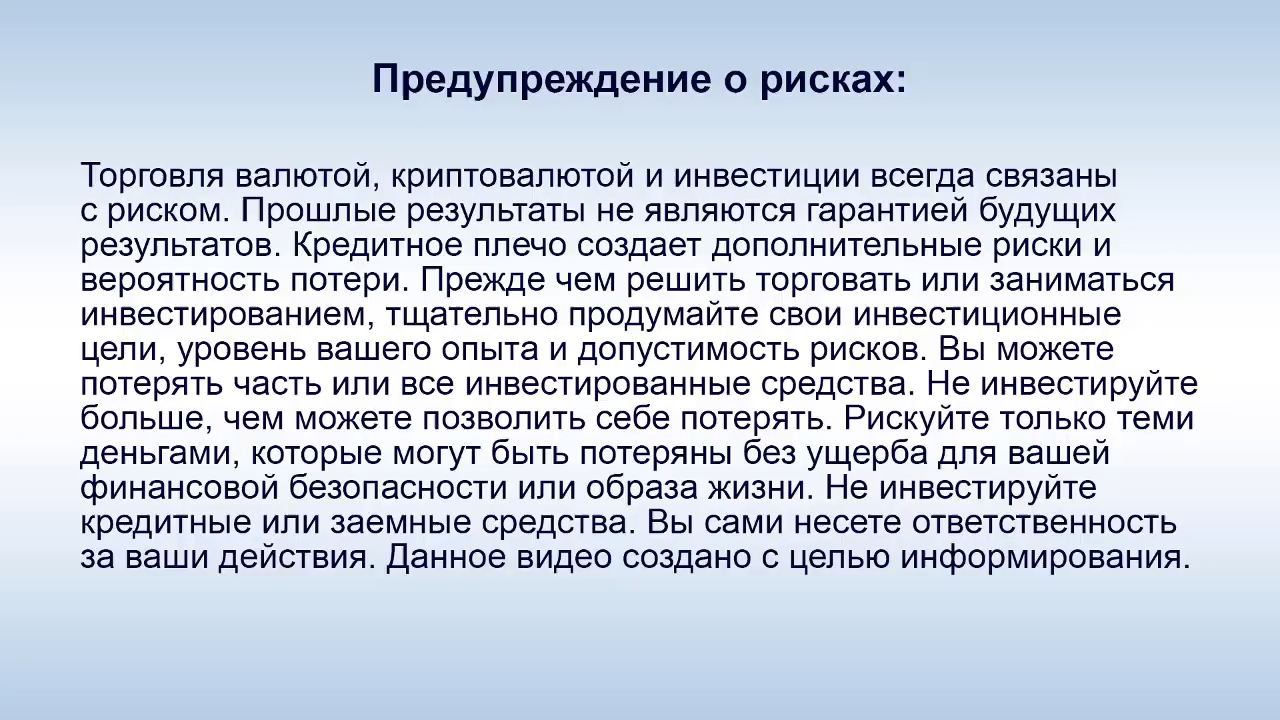 Предупреждение о рисках:
Торговля валютой, криптовалютой и инвестиции всегда связаны
с риском. Прошлые результаты не являются гарантией будущих
результатов. Кредитное плечо создает дополнительные риски и
вероятность потери. Прежде чем решить торговать или заниматься
инвестированием, тщательно продумайте свои инвестиционные
цели, уровень вашего опыта и допустимость рисков. Вы можете
потерять часть или все инвестированные средства. Не инвестируйте
больше, чем можете позволить себе потерять. Рискуйте только теми
деньгами, которые могут быть потеряны без ущерба для вашей
финансовой безопасности или образа жизни. Не инвестируйте
кредитные или заемные средства. Вы сами несете ответственность
за ваши действия. Данное видео создано с целью информирования.